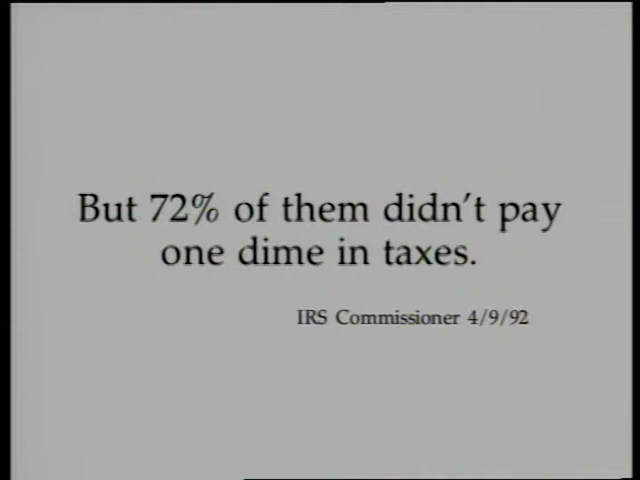 But 72% of them didn't pay
one dime in taxes.
IRS Commissioner 4/9/92